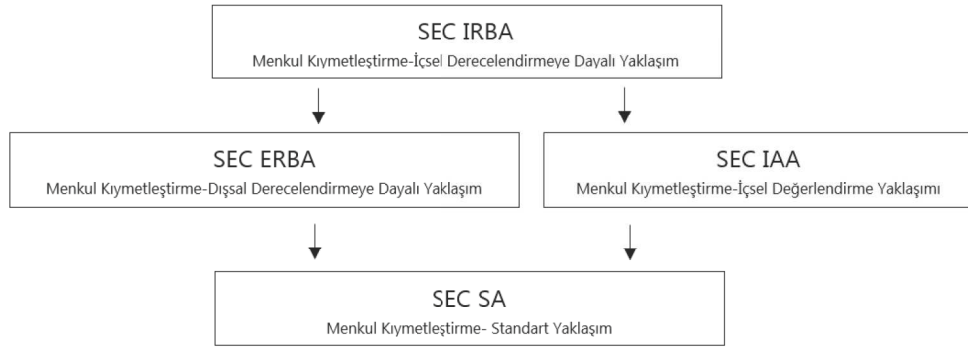 SEC IRBA
Menkul Kıymetleştirme-İçsel Derecelendirmeye Dayalı Yaklaşım
SEC ERBA
Menkul Kıymetleştirme-Dışsal Derecelendirmeye Dayalı Yaklaşım
SEC IAA
Menkul Kıymetleştirme-İçsel Değerlendirme Yaklaşımı
SEC SA
Menkul Kıymetleştirme- Standart Yaklaşım